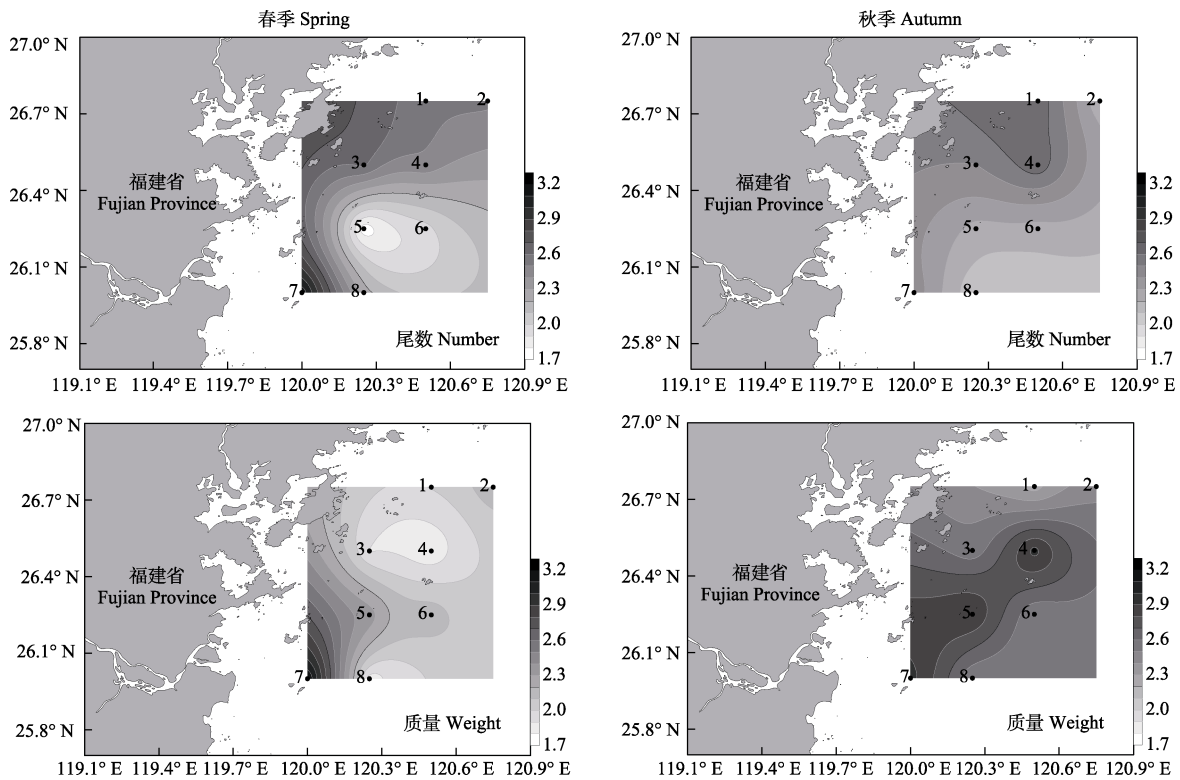 春季 Spring
27.0° N
26.7° N
26.4° N
26.1° N
25.8° N
福建省
Fujian Province
1
2
3
4
5
6
7
8
3.2
2.9
2.6
2.3
2.0
1.7
尾数 Number
119.1° E 119.4° E 119.7° E 120.0° E 120.3° E 120.6° E 120.9° E
秋季 Autumn
27.0° N
26.7° N
26.4° N
26.1° N
25.8° N
福建省
Fujian Province
1
2
3
4
5
6
7
8
3.2
2.9
2.6
2.3
2.0
1.7
尾数 Number
119.1° E 119.4° E 119.7° E 120.0° E 120.3° E 120.6° E 120.9° E
27.0° N
26.7° N
26.4° N
26.1° N
25.8° N
福建省
Fujian Province
1
2
3
4
5
6
7
8
3.2
2.9
2.6
2.3
2.0
1.7
质量 Weight
119.1° E 119.4° E 119.7° E 120.0° E 120.3° E 120.6° E 120.9° E
27.0° N
26.7° N
26.4° N
26.1° N
25.8° N
福建省
Fujian Province
1
2
3
4
5
6
7
8
3.2
2.9
2.6
2.3
2.0
1.7
质量 Weight
119.1° E 119.4° E 119.7° E 120.0° E 120.3° E 120.6° E 120.9° E